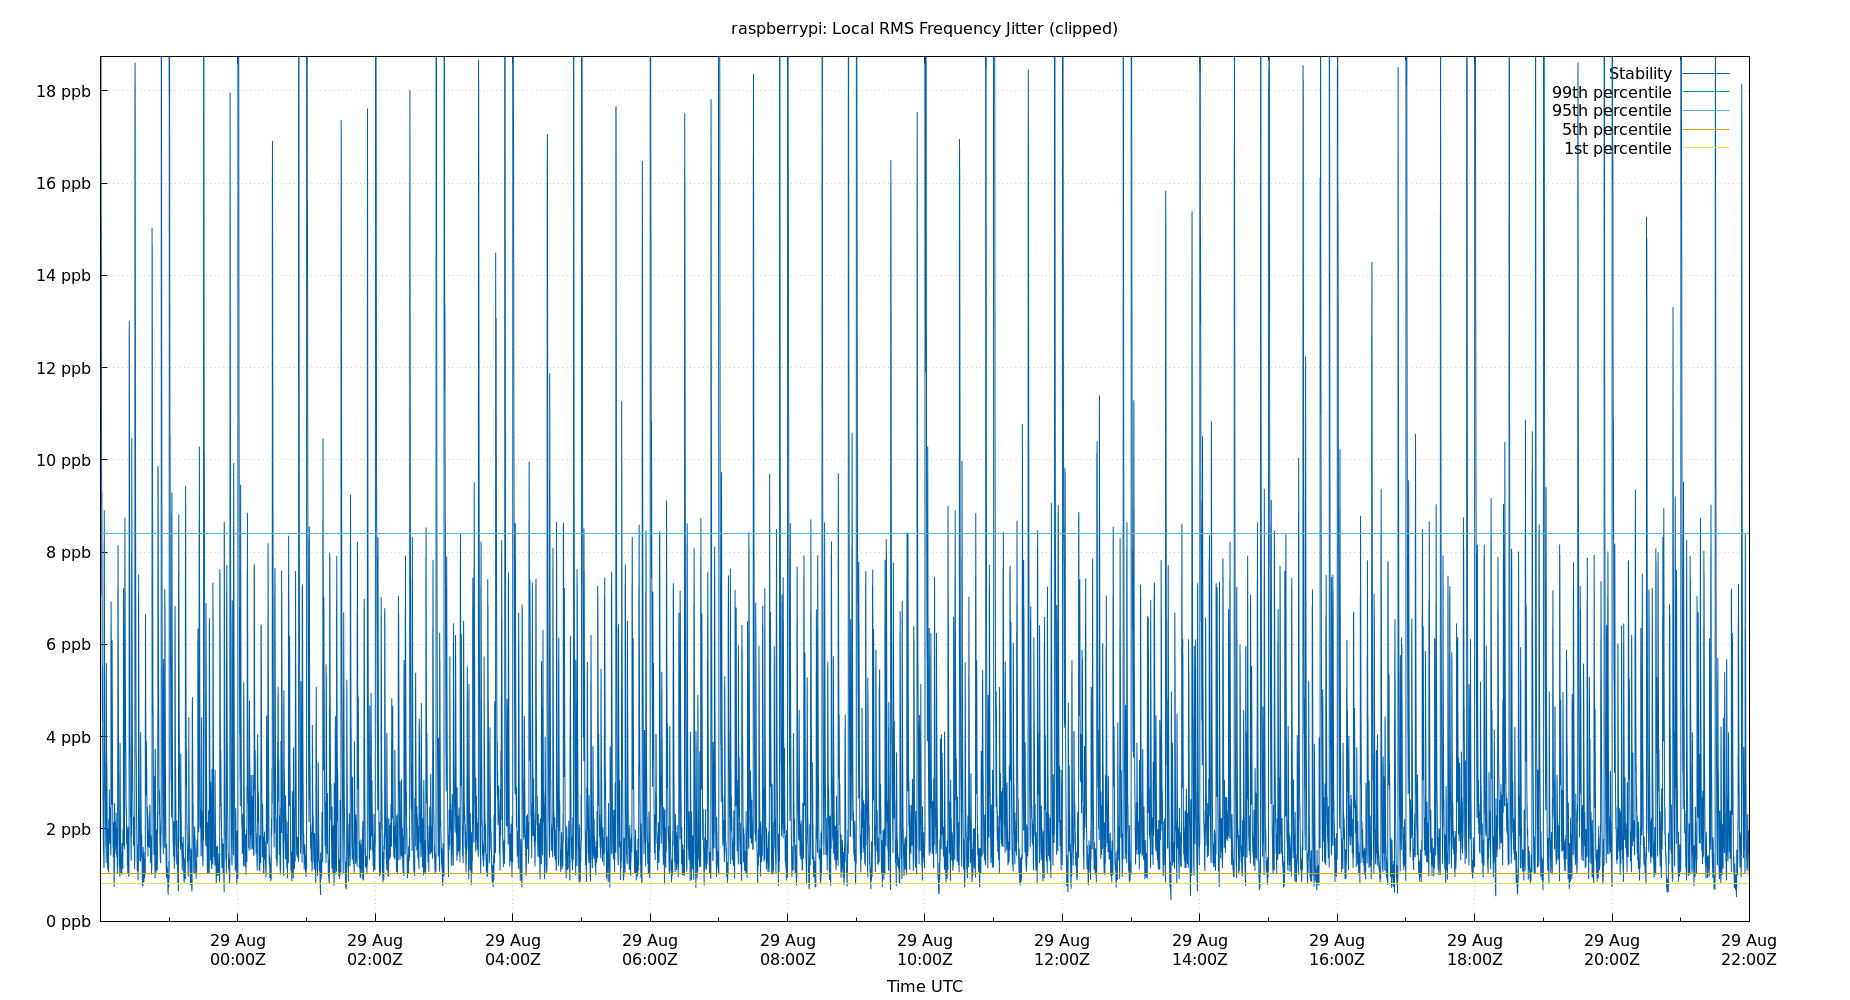 raspberrypi: Local RMS Frequency Jitter (clipped)
18 ppb
16 ppb
14 ppb
12 ppb
10 ppb
8 ppb
6 ppb
4 ppb
2 ppb
0 ppb
Stability
99th percentile
95th percentile
5th percentile
1st percentile
29 Aug 29 Aug 29 Aug 29 Aug 29 Aug 29 Aug 29 Aug 29 Aug 29 Aug 29 Aug 29 Aug 29 Aug
00:00Z 02:00Z 04:00Z 06:00Z 08:00Z 10:00Z 12:00Z 14:00Z 16:00Z 18:00Z 20:00Z 22:00Z
Time UTC